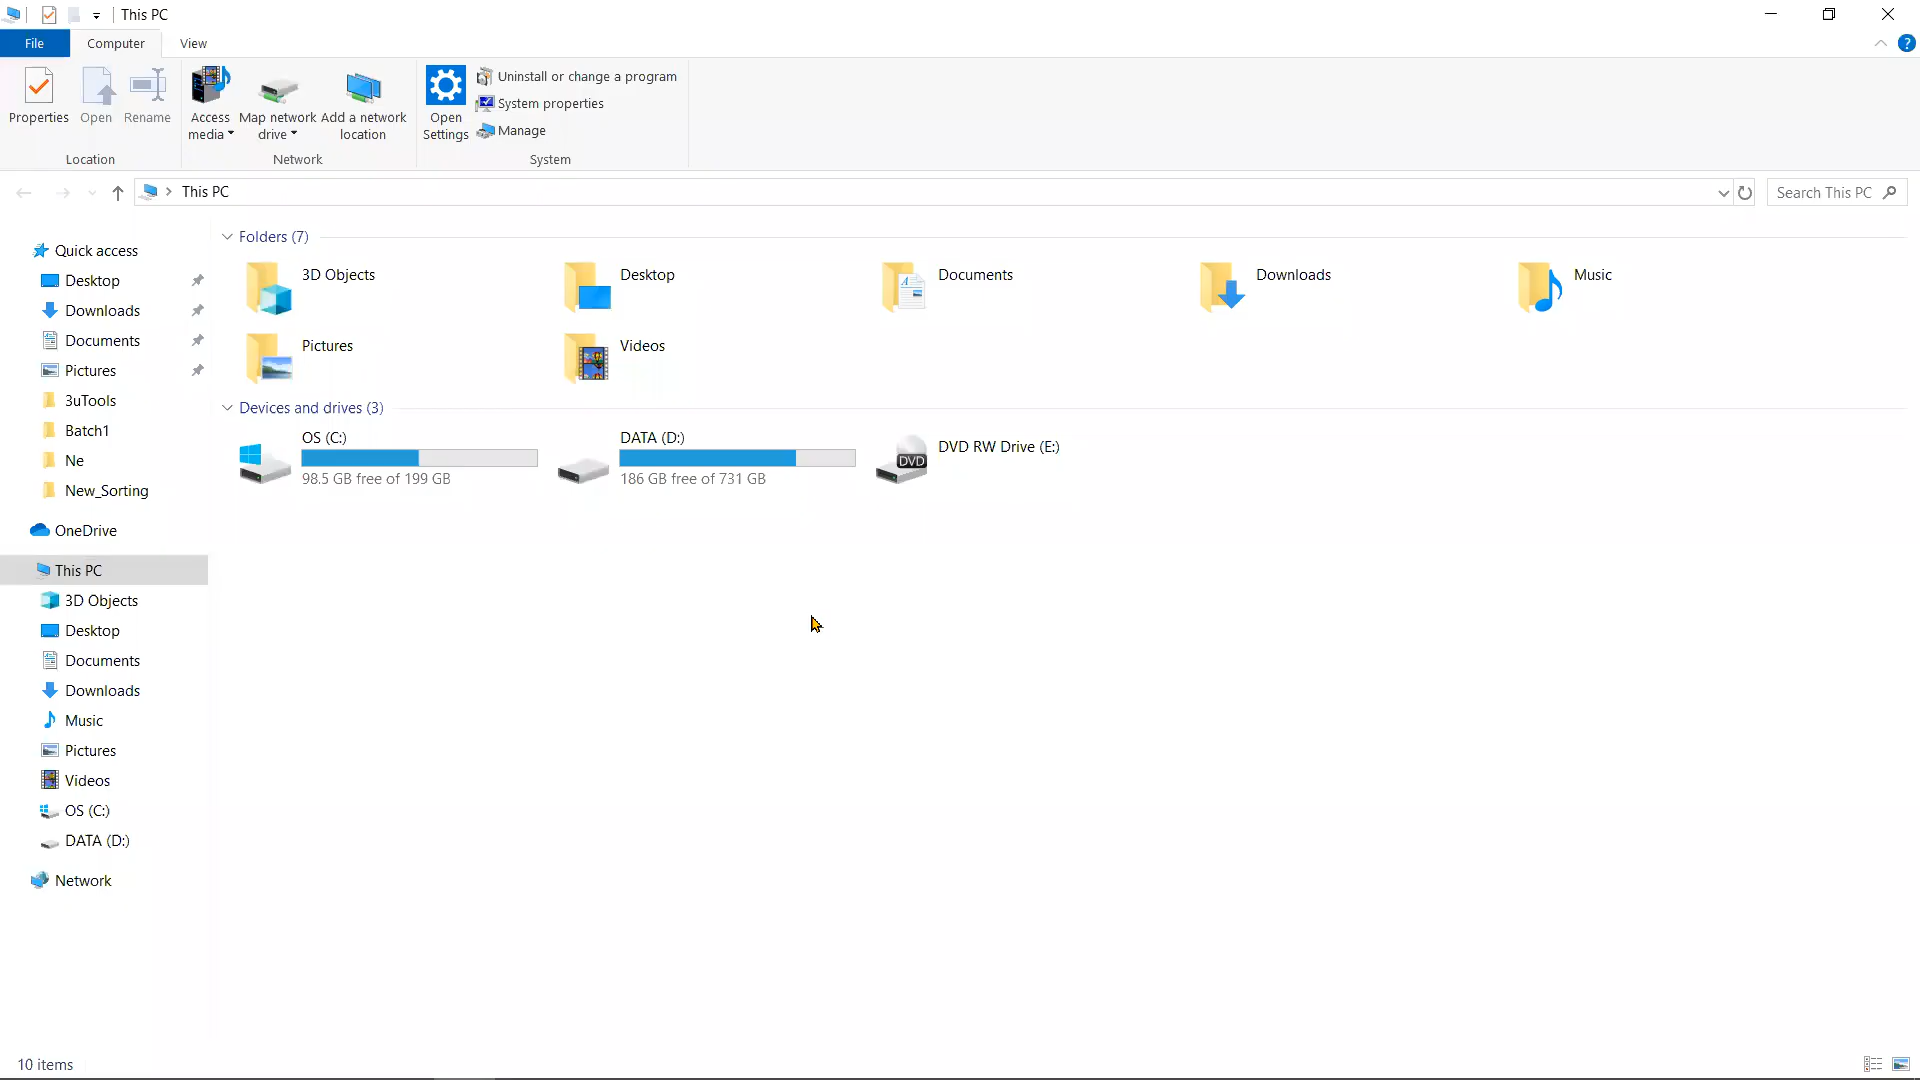 This PC
File
Computer
View
?
Properties
Open
Rename
Access
media
Map network
drive
Add a network
location
Open
Settings
Uninstall or change a program
System properties
Manage
Location
Network
System
This PC
Search This PC
Quick access
Desktop
Downloads
Documents
Pictures
3uTools
Batch1
Ne
New_Sorting
OneDrive
This PC
3D Objects
Desktop
Documents
Downloads
Music
Pictures
Videos
OS (C:)
DATA (D:)
Network
Folders (7)
3D Objects
Desktop
Documents
Downloads
Music
Pictures
Videos
Devices and drives (3)
OS (C:)
98.5 GB free of 199 GB
DATA (D:)
186 GB free of 731 GB
DVD
DVD RW Drive (E:)
10 items